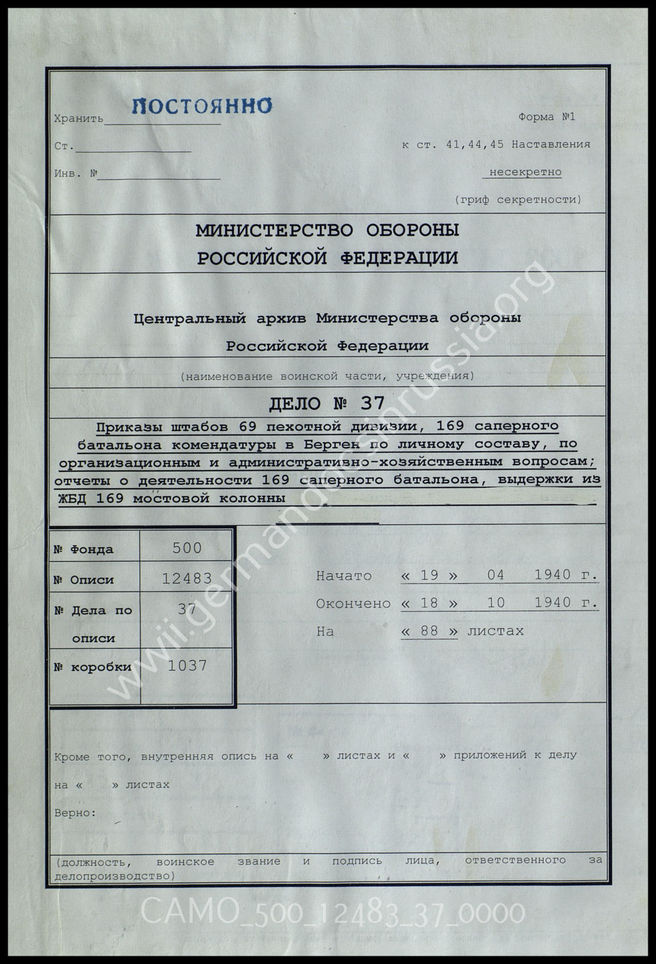 Хранить ПОСТОЯННО
Форма №1
Ст.
к ст. 41,44,45 Наставления
Инв. №
несекретно
(гриф секретности)
МИНИСТЕРСТВО ОБОРОНЫ
РОССИЙСКОЙ ФЕДЕРАЦИИ
Центральный архив Министерства обороны
Российской Федерации
(наименование воинской части, учреждения)
ДЕЛО № 37
Приказы штабов 69 пехотной дивизии, 169 саперного
батальона комендатуры в Берген по личному составу, по
организационным и административно-хозяйственным вопросам;
отчеты о деятельности 169 саперного батальона, выдержки из
ЖБД 169 мостовой колонны
№ Фонда 500
№ Описи 12483
№ Дела по описи 37
№ коробки 1037
Начато « 19 » 04 1940 г.
Окончено « 18 » 10 1940 г.
На « 88 » листах
Кроме того, внутренняя опись на « » листах и « » приложений к делу
на « » листах
Верно:
(должность, воинское звание и подпись лица, ответственного за
делопроизводство)
wwii.germandocsinrussia.org
CAMO_500_12483_37_0000